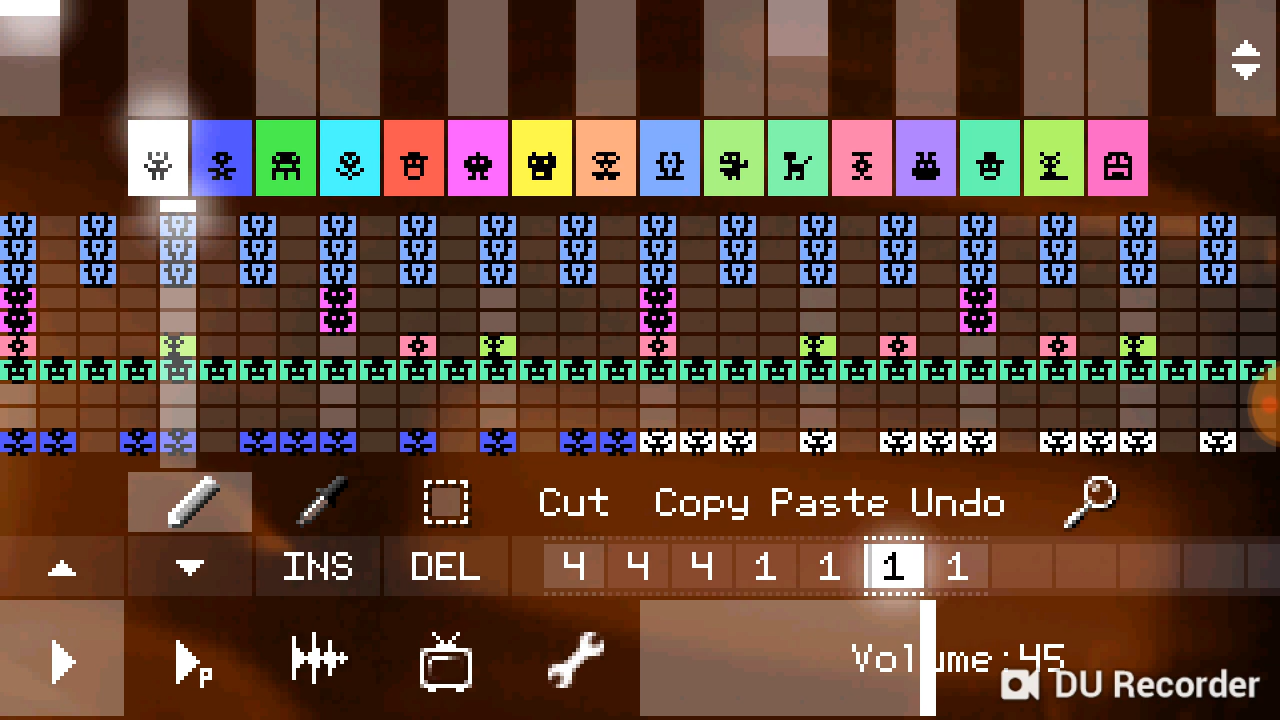 Cut Copy Paste Undo
INS DEL 4 4 4 1 1 1 1
p
Volume:45
DU Recorder